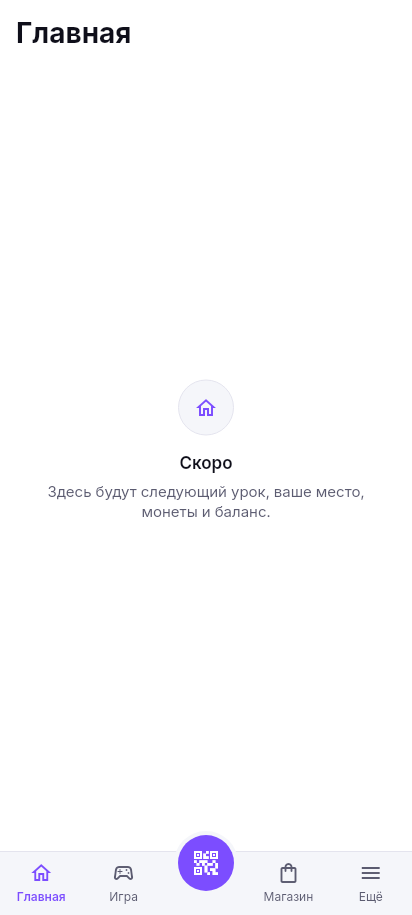 Главная
Скоро
Здесь будут следующий урок, ваше место,
монеты и баланс.
Главная
Игра
Магазин
Ещё